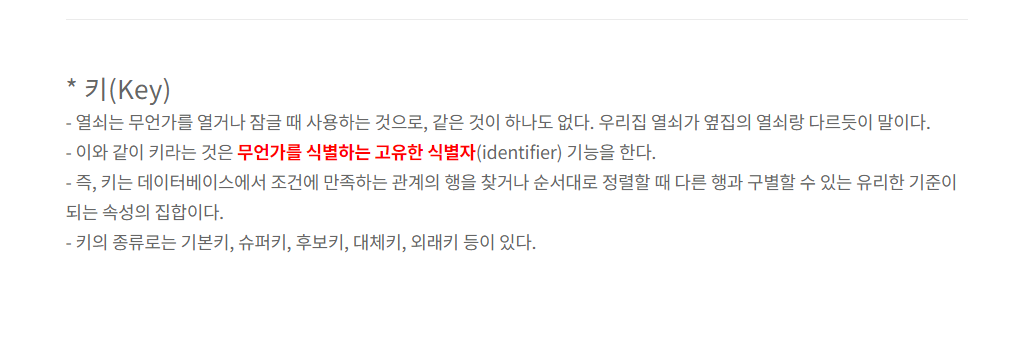 * 키(Key)
- 열쇠는 무언가를 열거나 잠글 때 사용하는 것으로, 같은 것이 하나도 없다. 우리집 열쇠가 옆집의 열쇠랑 다르듯이 말이다.
- 이와 같이 키라는 것은 무언가를 식별하는 고유한 식별자(identifier) 기능을 한다.
- 즉, 키는 데이터베이스에서 조건에 만족하는 관계의 행을 찾거나 순서대로 정렬할 때 다른 행과 구별할 수 있는 유리한 기준이
되는 속성의 집합이다.
- 키의 종류로는 기본키, 슈퍼키, 후보키, 대체키, 외래키 등이 있다.